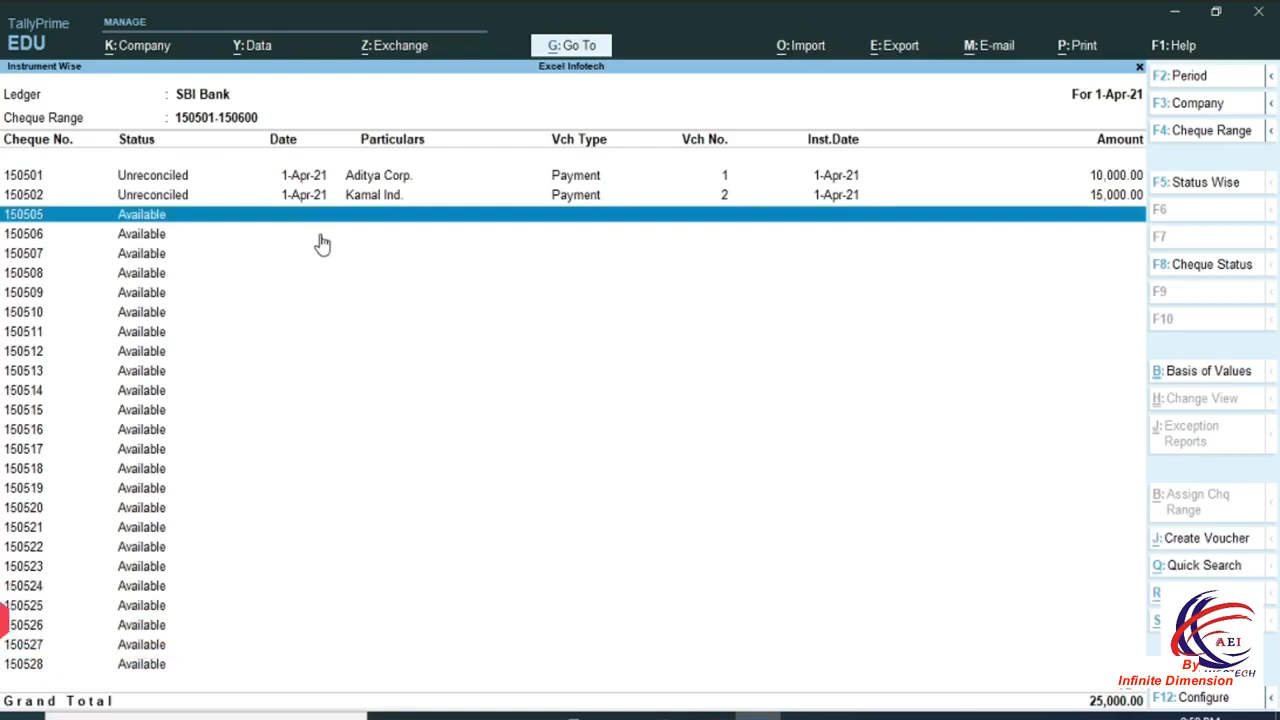 TallyPrime
EDU
MANAGE
K: Company
Y: Data
Z: Exchange
G: Go To
O: Import
E: Export
M: E-mail
P: Print
F1: Help
Instrument Wise
Excel Infotech
Ledger : SBI Bank For 1-Apr-21
Cheque Range : 150501-150600
Cheque No. Status Date Particulars Vch Type Vch No. Inst.Date Amount
150501 Unreconciled 1-Apr-21 Aditya Corp. Payment 1 1-Apr-21 10,000.00
150502 Unreconciled 1-Apr-21 Kamal Ind. Payment 2 1-Apr-21 15,000.00
150505 Available
150506 Available
150507 Available
150508 Available
150509 Available
150510 Available
150511 Available
150512 Available
150513 Available
150514 Available
150515 Available
150516 Available
150517 Available
150518 Available
150519 Available
150520 Available
150521 Available
150522 Available
150523 Available
150524 Available
150525 Available
150526 Available
150527 Available
150528 Available
Grand Total 25,000.00
F2: Period
F3: Company
F4: Cheque Range
F5: Status Wise
F6
F7
F8: Cheque Status
F9
F10
B: Basis of Values
H: Change View
J: Exception
Reports
B: Assign Chq
Range
J: Create Voucher
Q: Quick Search
R
S
AEI
By
Infinite Dimension
F12: Configure